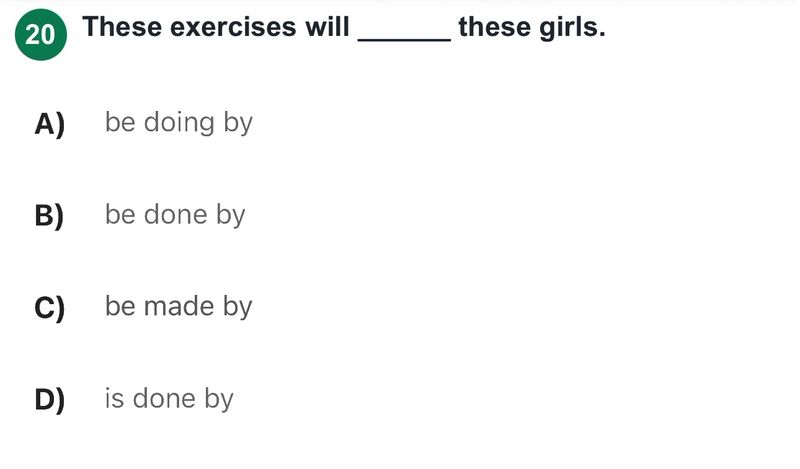 20 These exercises will ______ these girls.
A) be doing by
B) be done by
C) be made by
D) is done by